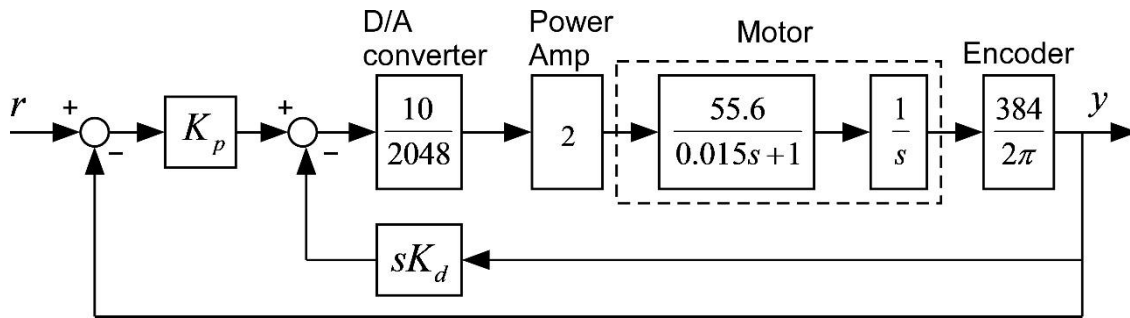 D/A
converter
Power
Amp
Motor
Encoder
r
+
−
K_p
+
−
10
2048
2
55.6
0.015s+1
1
s
384
2π
y
sK_d